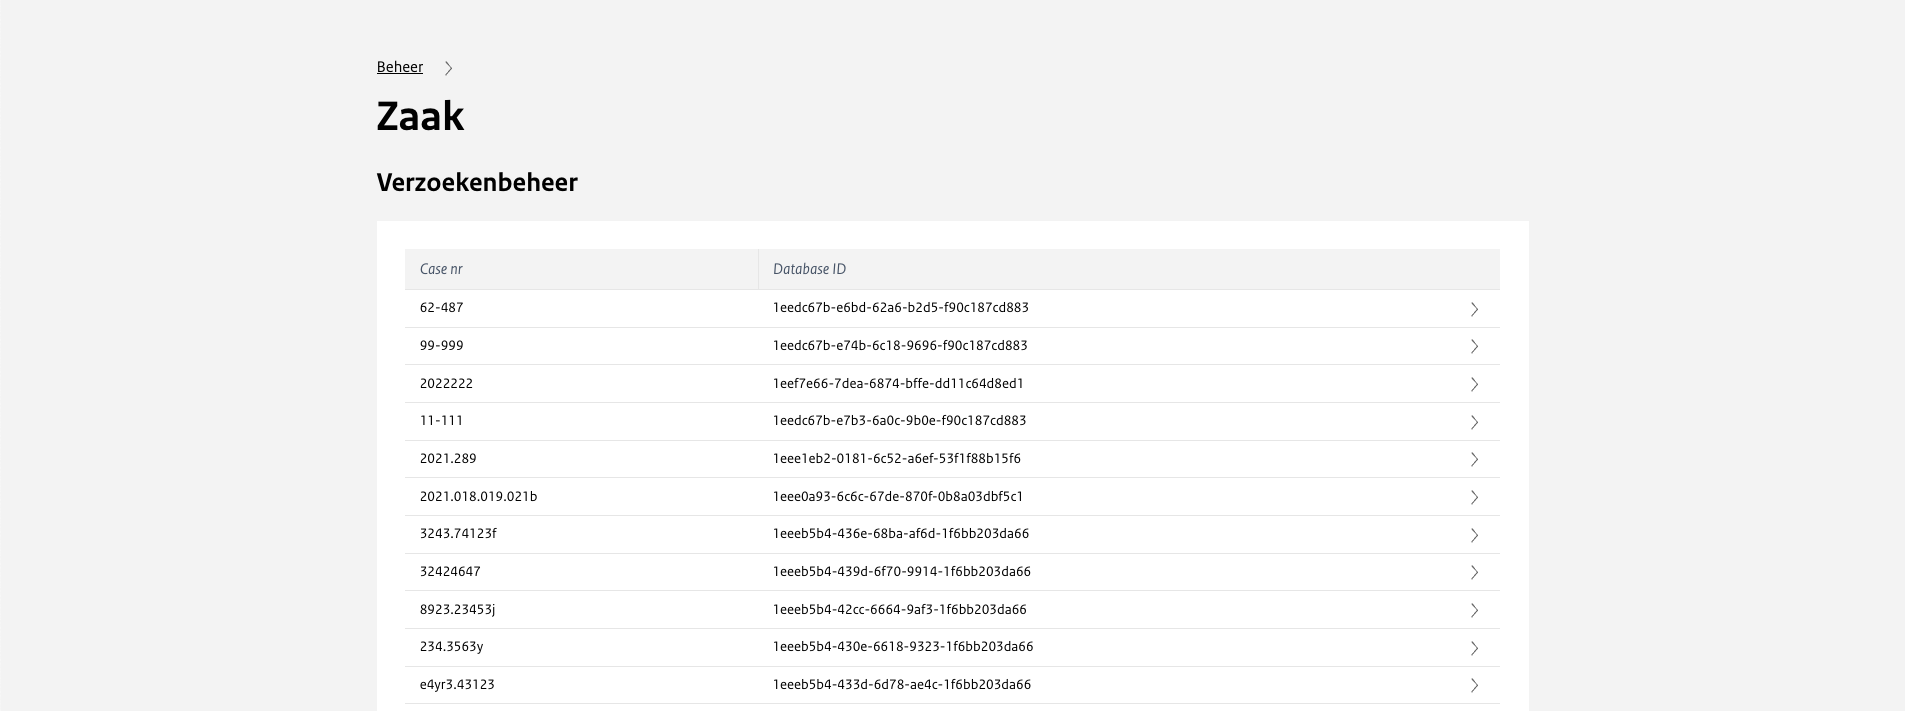 Beheer
Zaak
Verzoekenbeheer
Case nr Database ID
62-487 1eedc67b-e6bd-62a6-b2d5-f90c187cd883
99-999 1eedc67b-e74b-6c18-9696-f90c187cd883
2022222 1eef7e66-7dea-6874-bffe-dd11c64d8ed1
11-111 1eedc67b-e7b3-6a0c-9b0e-f90c187cd883
2021.289 1eee1eb2-0181-6c52-a6ef-53f1f88b15f6
2021.018.019.021b 1eee0a93-6c6c-67de-870f-0b8a03dbf5c1
3243.74123f 1eeeb5b4-436e-68ba-af6d-1f6bb203da66
32424647 1eeeb5b4-439d-6f70-9914-1f6bb203da66
8923.23453j 1eeeb5b4-42cc-6664-9af3-1f6bb203da66
234.3563y 1eeeb5b4-430e-6618-9323-1f6bb203da66
e4yr3.43123 1eeeb5b4-433d-6d78-ae4c-1f6bb203da66